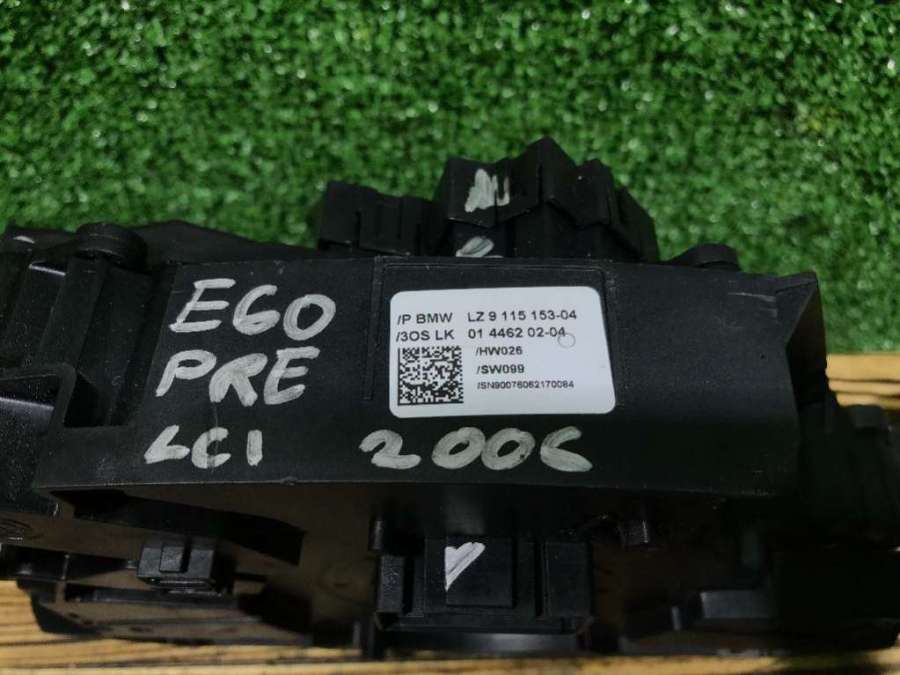 E60
PRE
LCI 2006
/P BMW LZ 9 115 153-04
/3OS LK 01 4462 02-04
/HW026
/SW099
/SN90076062170084